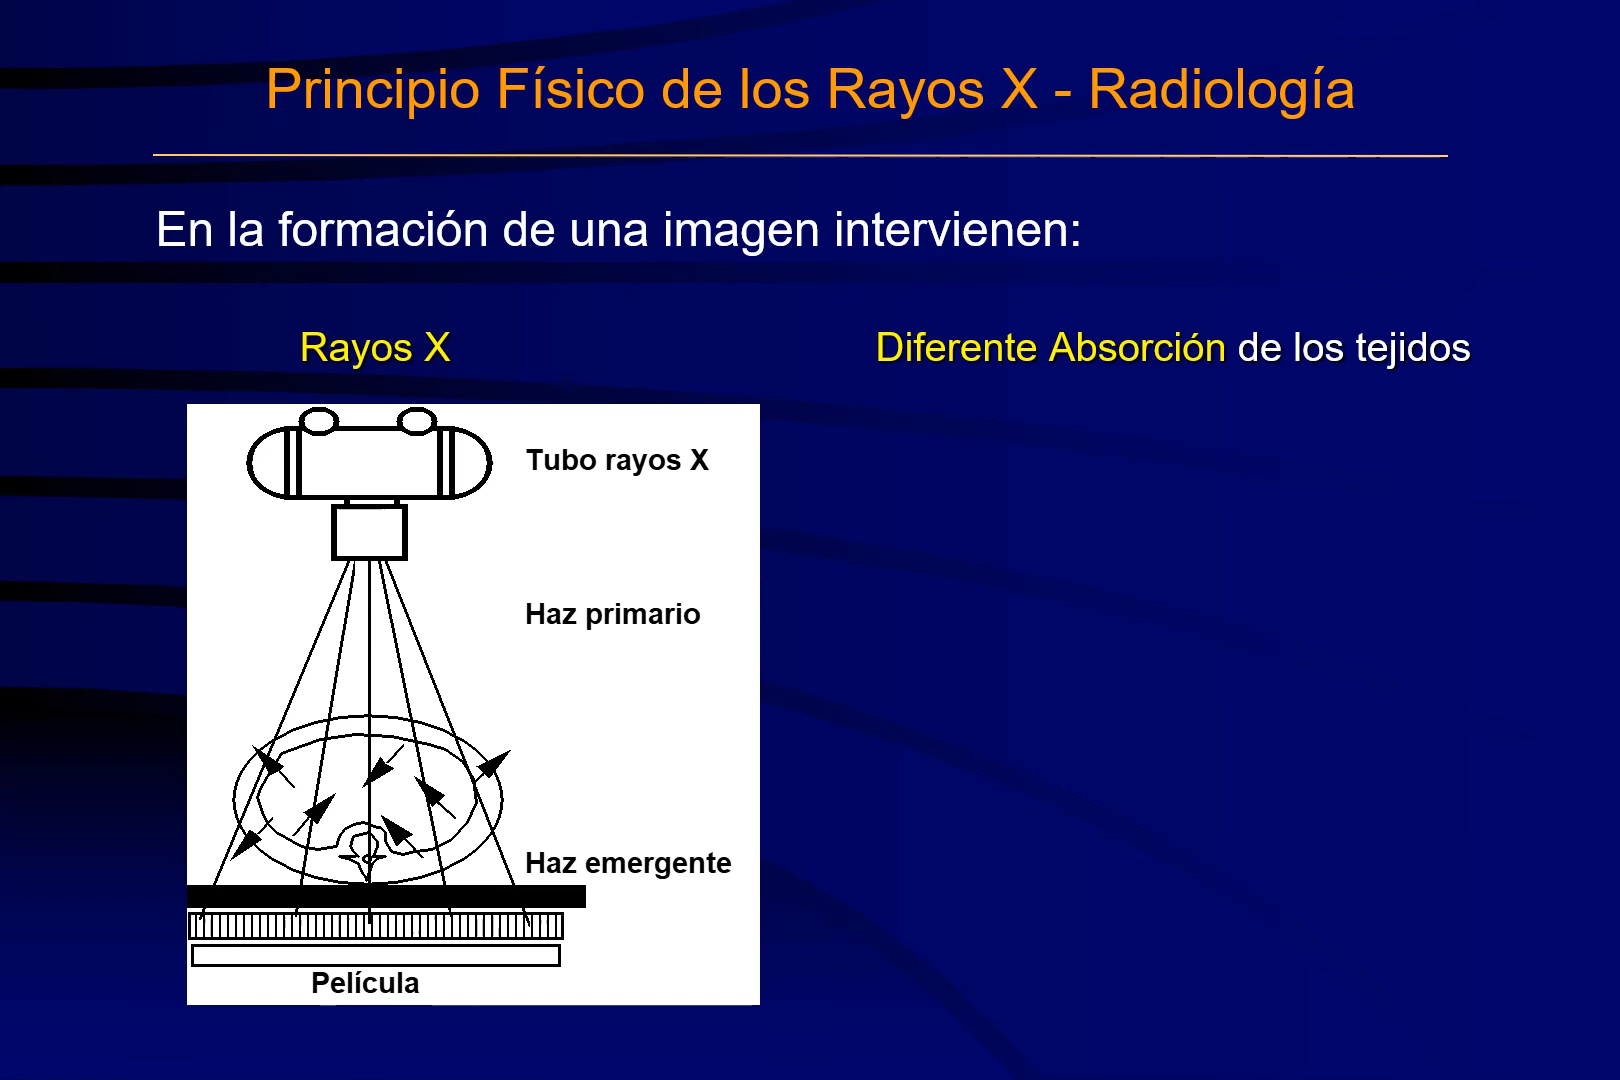 Principio Físico de los Rayos X - Radiología
En la formación de una imagen intervienen:
Rayos X
Diferente Absorción de los tejidos
Tubo rayos X
Haz primario
Haz emergente
Película